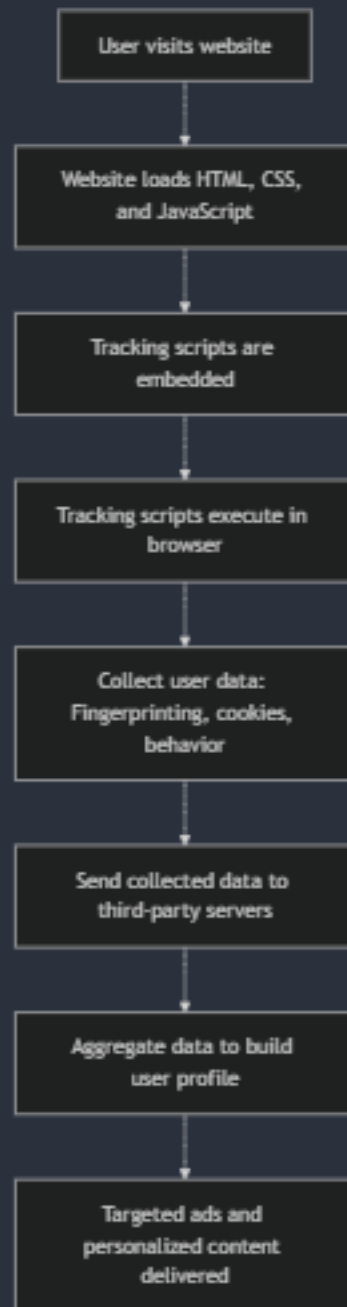 User visits website
Website loads HTML, CSS,
and JavaScript
Tracking scripts are
embedded
Tracking scripts execute in
browser
Collect user data:
Fingerprinting, cookies,
behavior
Send collected data to
third-party servers
Aggregate data to build
user profile
Targeted ads and
personalized content
delivered